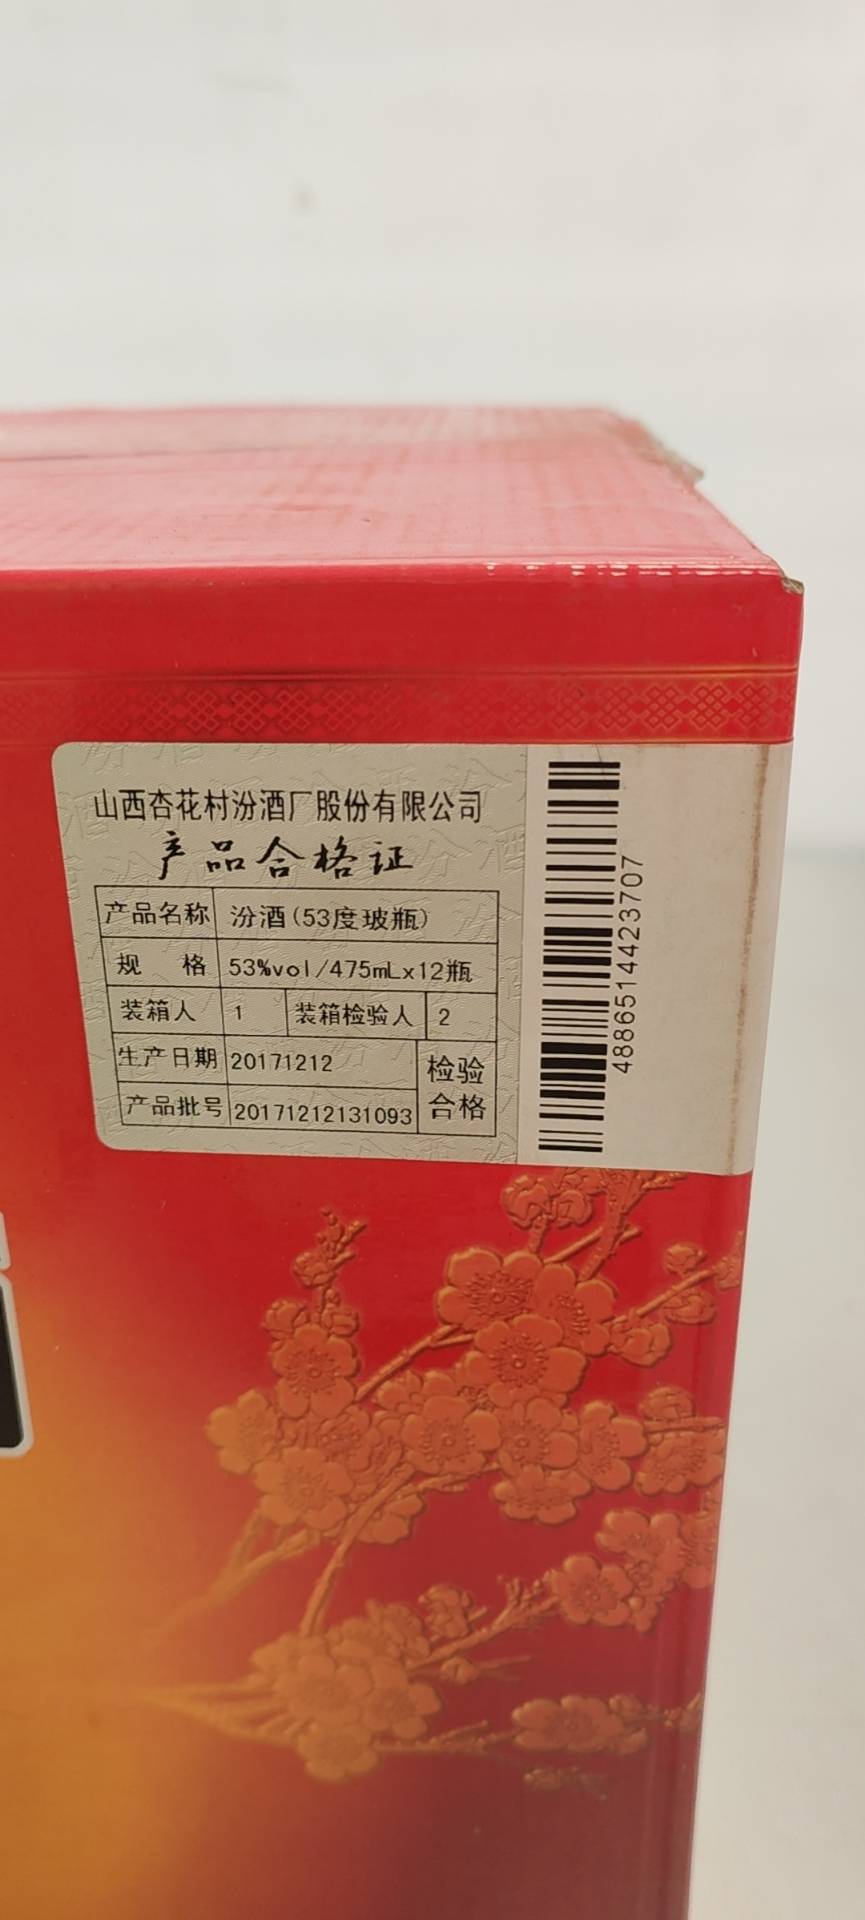 山西杏花村汾酒厂股份有限公司
产品合格证
产品名称 汾酒(53度玻瓶)
规 格 53%vol/475mLx12瓶
装箱人 1 装箱检验人 2
生产日期 20171212 检验
产品批号 20171212131093 合格
4886514423707